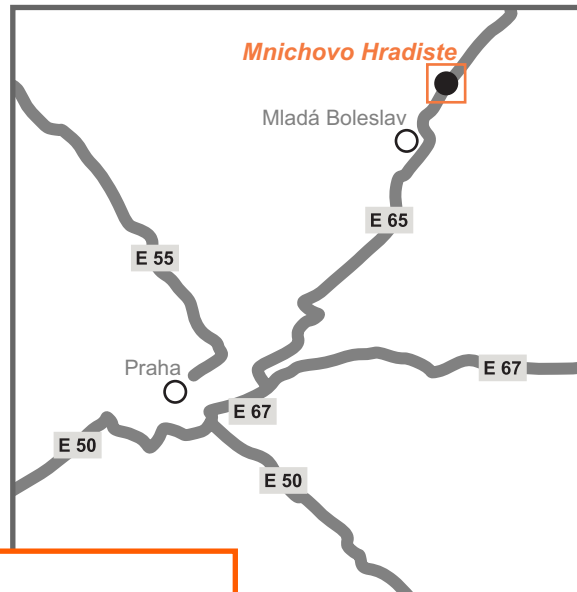 Mnichovo Hradiste
Mladá Boleslav
E 65
E 55
Praha
E 67
E 67
E 50
E 50